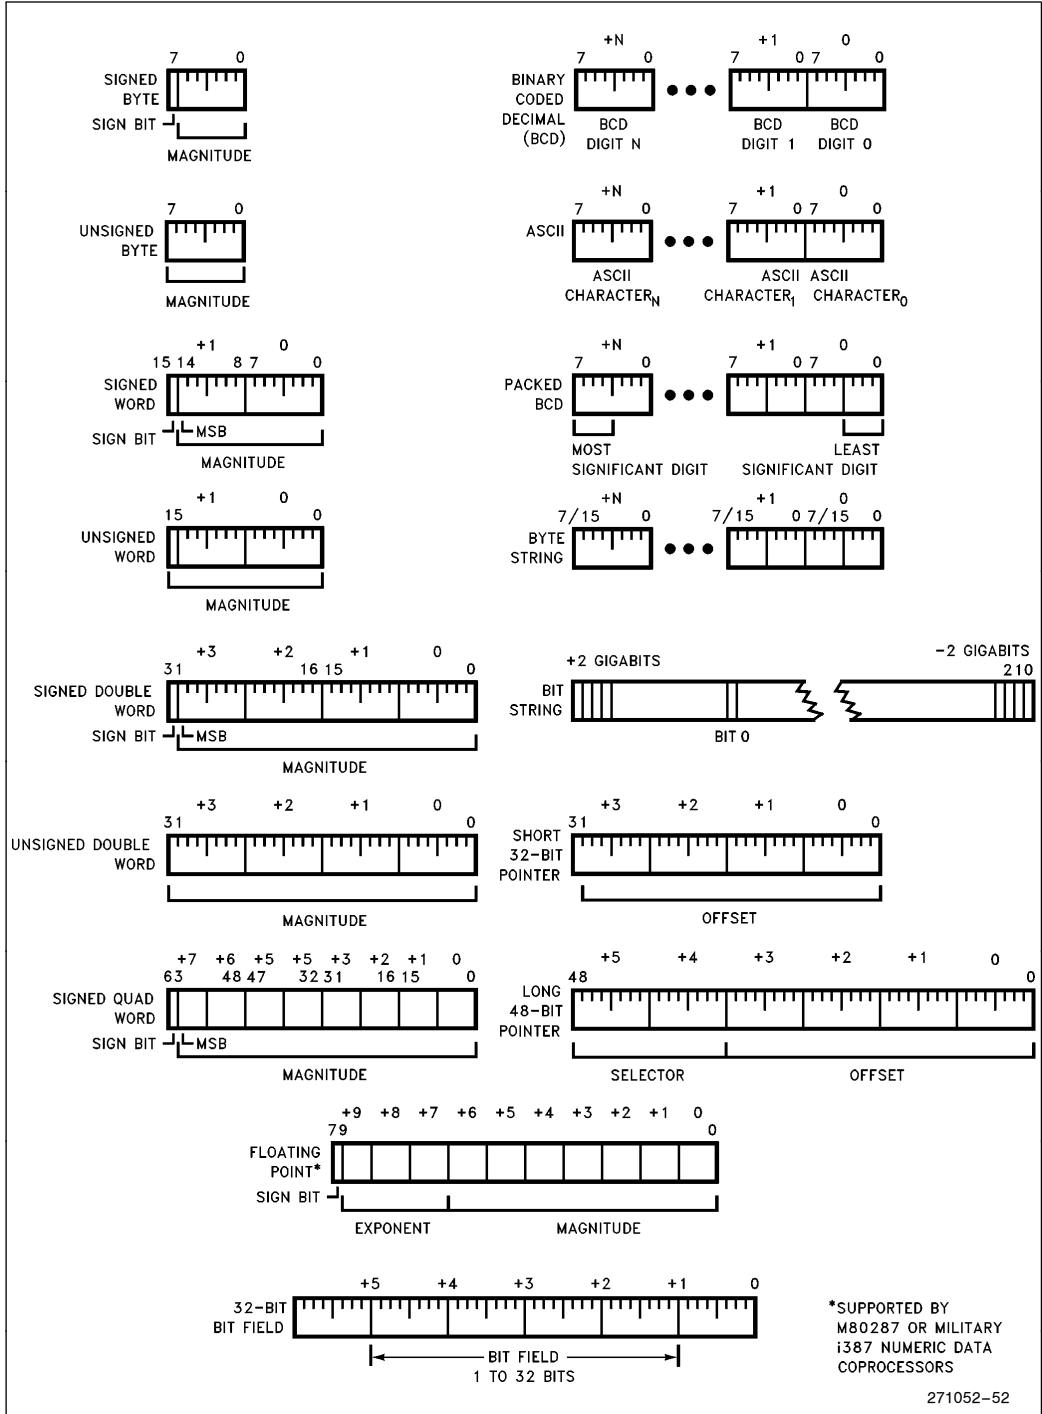 7 0
SIGNED
BYTE
SIGN BIT
MAGNITUDE
7 0
UNSIGNED
BYTE
MAGNITUDE
+1 0
15 14 8 7 0
SIGNED
WORD
SIGN BIT MSB
MAGNITUDE
+1 0
15 0
UNSIGNED
WORD
MAGNITUDE
+3 +2 +1 0
31 16 15 0
SIGNED DOUBLE
WORD
SIGN BIT MSB
MAGNITUDE
+3 +2 +1 0
31 0
UNSIGNED DOUBLE
WORD
MAGNITUDE
+7 +6 +5 +5 +3 +2 +1 0
63 48 47 32 31 16 15 0
SIGNED QUAD
WORD
SIGN BIT MSB
MAGNITUDE
+N +1 0
7 0 7 0 7 0
BINARY
CODED
DECIMAL
(BCD)
BCD BCD BCD
DIGIT N DIGIT 1 DIGIT 0
+N +1 0
7 0 7 0 7 0
ASCII
ASCII ASCII ASCII
CHARACTERN CHARACTER1 CHARACTER0
+N +1 0
7 0 7 0 7 0
PACKED
BCD
MOST LEAST
SIGNIFICANT DIGIT SIGNIFICANT DIGIT
+N +1 0
7/15 0 7/15 0 7/15 0
BYTE
STRING
+2 GIGABITS -2 GIGABITS
210
BIT
STRING
BIT 0
+3 +2 +1 0
31 0
SHORT
32-BIT
POINTER
OFFSET
+5 +4 +3 +2 +1 0
48 0
LONG
48-BIT
POINTER
SELECTOR OFFSET
+9 +8 +7 +6 +5 +4 +3 +2 +1 0
79 0
FLOATING
POINT*
SIGN BIT
EXPONENT MAGNITUDE
+5 +4 +3 +2 +1 0
32-BIT
BIT FIELD
BIT FIELD
1 TO 32 BITS
*SUPPORTED BY
M80287 OR MILITARY
i387 NUMERIC DATA
COPROCESSORS
271052-52